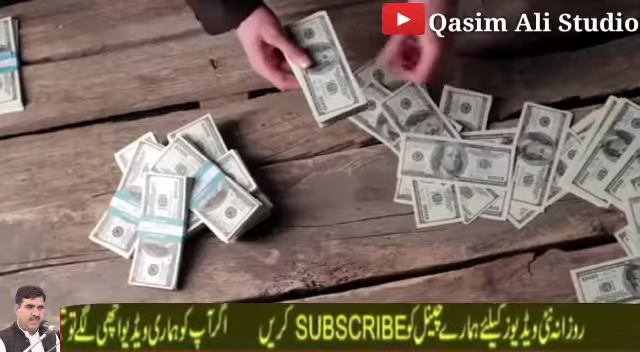 Qasim Ali Studio
روزانہ نئی ویڈیوز کیلئے ہمارے چینل کو SUBSCRIBE کریں اگر آپ کو ہماری ویڈیو اچھی لگے تو